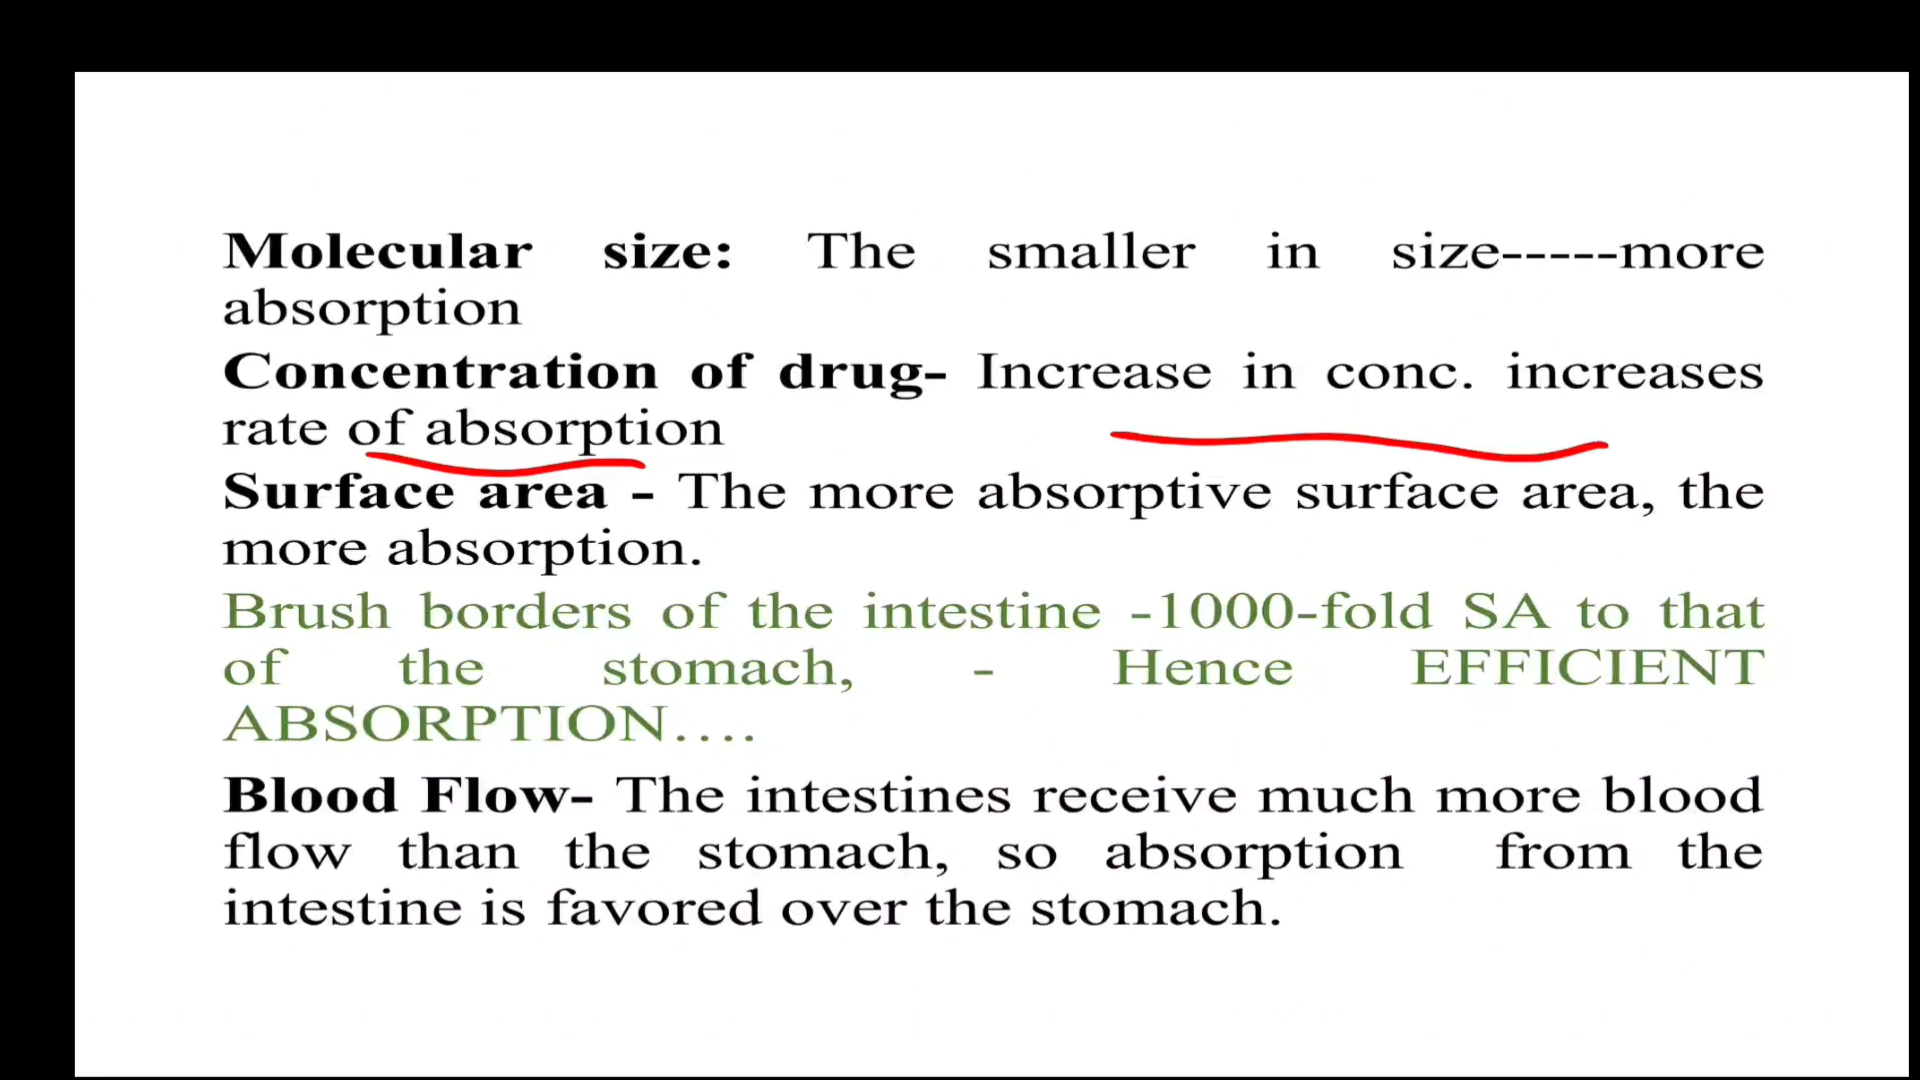 Molecular size: The smaller in size-----more
absorption
Concentration of drug- Increase in conc. increases
rate of absorption
Surface area - The more absorptive surface area, the
more absorption.
Brush borders of the intestine -1000-fold SA to that
of the stomach, - Hence EFFICIENT
ABSORPTION....
Blood Flow- The intestines receive much more blood
flow than the stomach, so absorption from the
intestine is favored over the stomach.